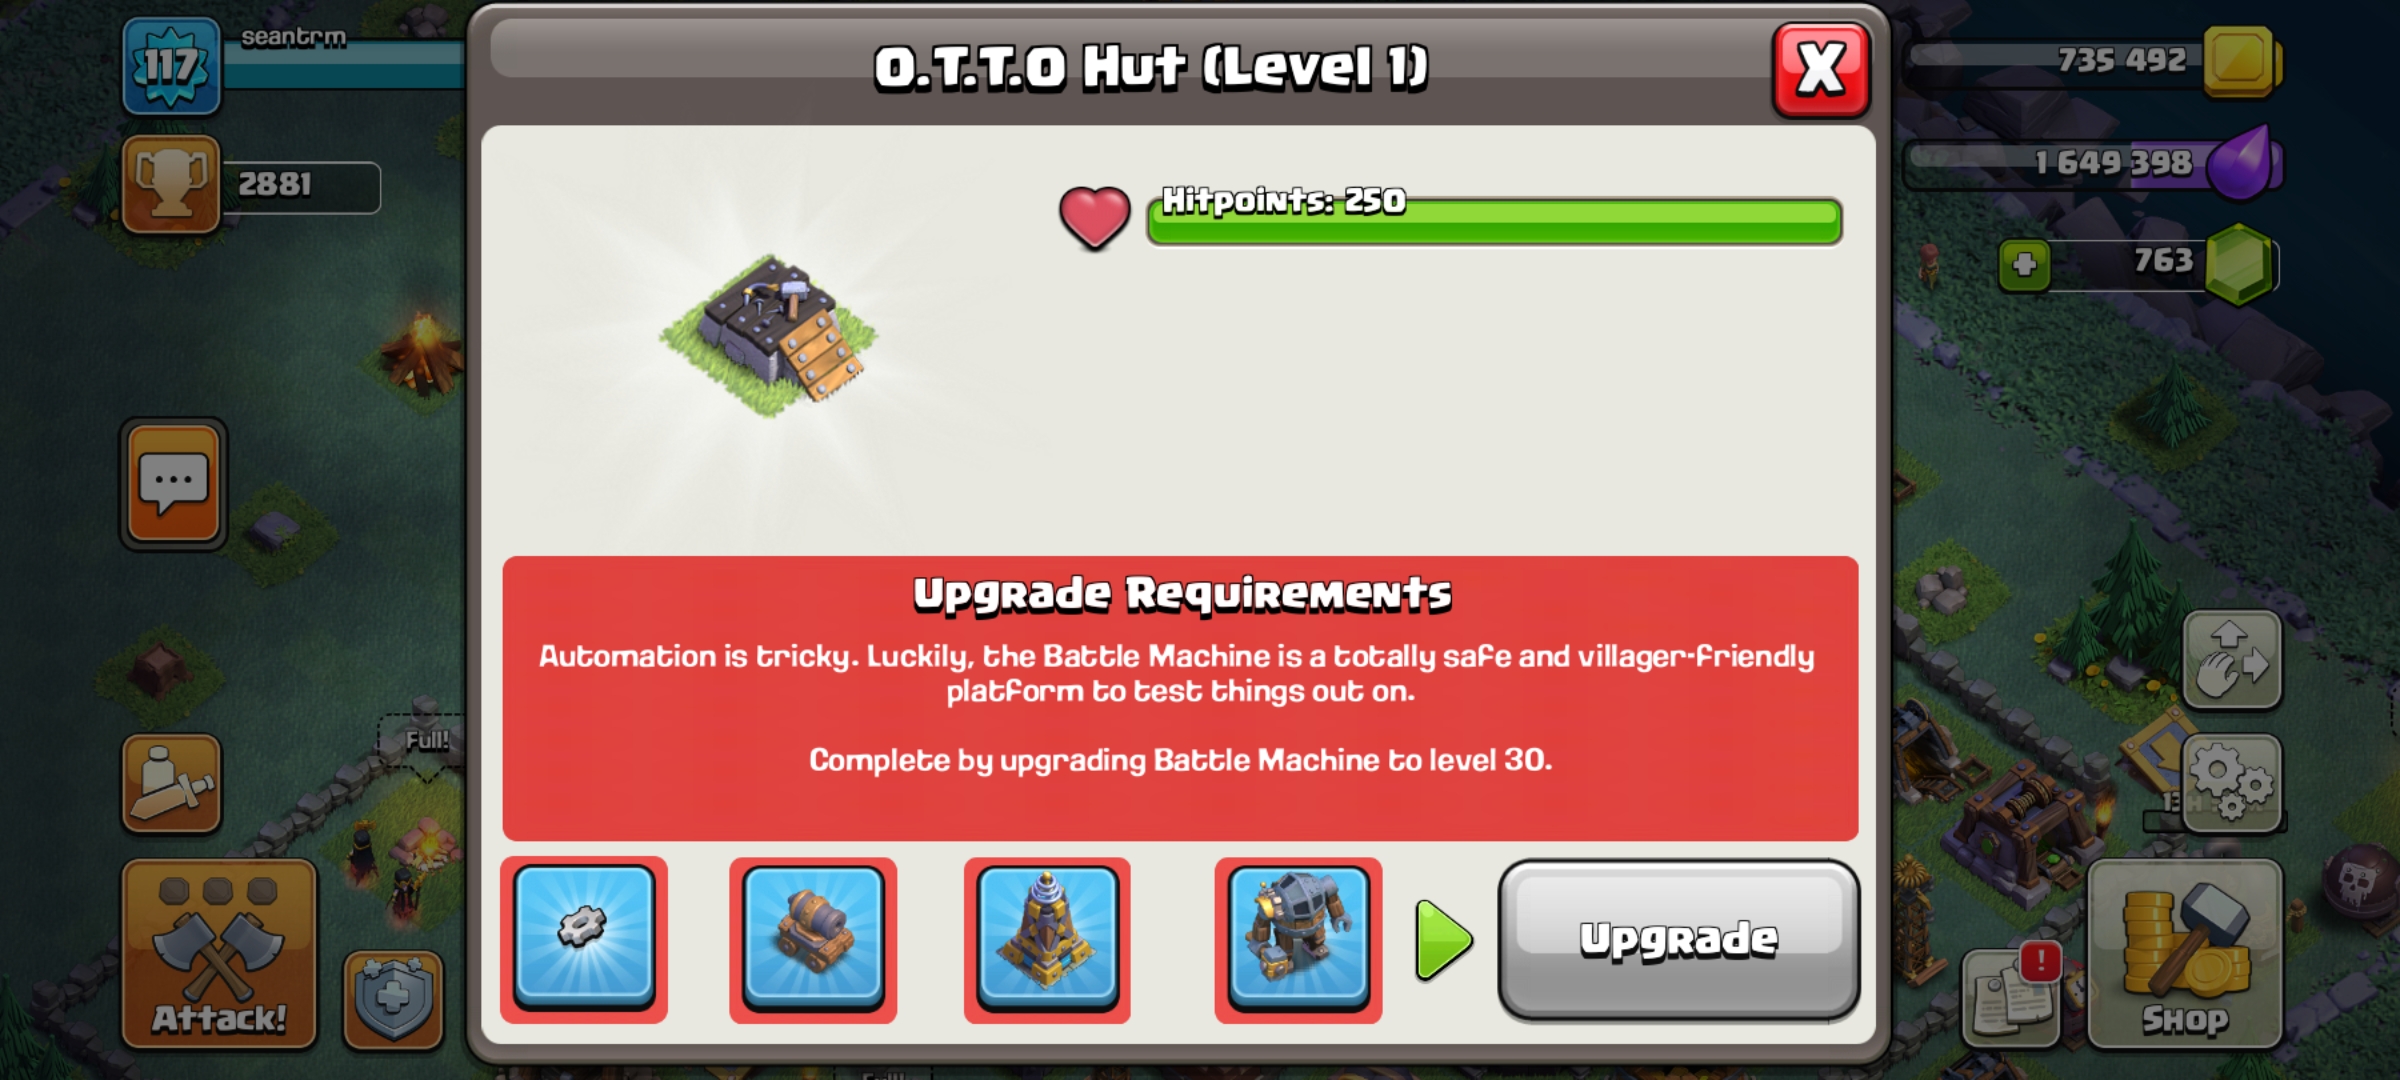 117
seantrm
2881
O.T.T.O Hut (Level 1)
X
735 492
1 649 398
763
Hitpoints: 250
Upgrade Requirements
Automation is tricky. Luckily, the Battle Machine is a totally safe and villager-friendly
platform to test things out on.
Complete by upgrading Battle Machine to level 30.
Full!
Attack!
Upgrade
!
Shop